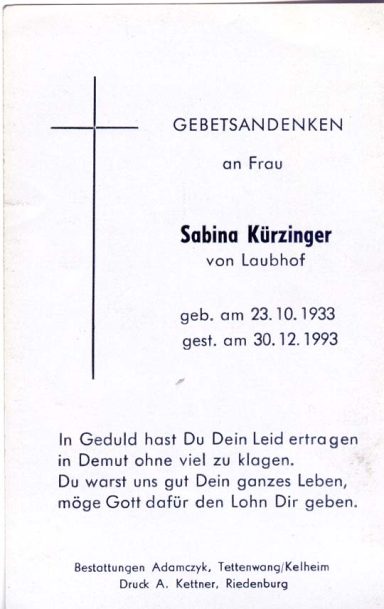 GEBETSANDENKEN
an Frau
Sabina Kürzinger
von Laubhof
geb. am 23.10.1933
gest. am 30.12.1993
In Geduld hast Du Dein Leid ertragen
in Demut ohne viel zu klagen.
Du warst uns gut Dein ganzes Leben,
möge Gott dafür den Lohn Dir geben.
Bestattungen Adamczyk, Tettenwang/Kelheim
Druck A. Kettner, Riedenburg